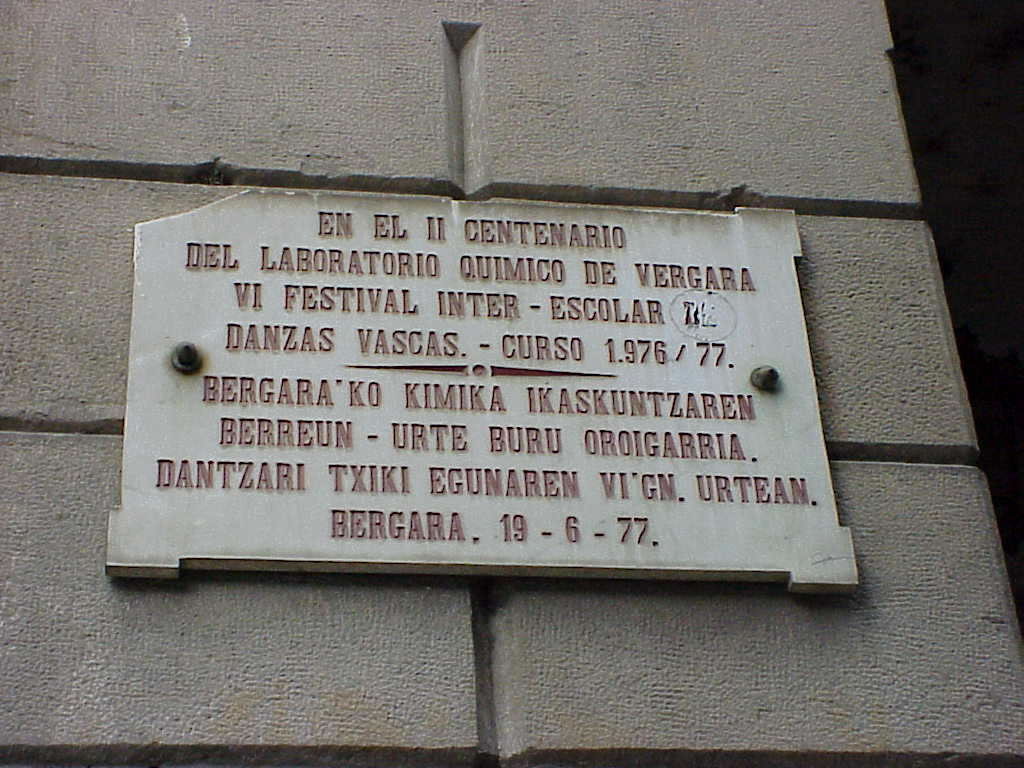 EN EL II CENTENARIO
DEL LABORATORIO QUIMICO DE VERGARA
VI FESTIVAL INTER - ESCOLAR
DANZAS VASCAS. - CURSO 1.976 / 77.
BERGARA'KO KIMIKA IKASKUNTZAREN
BERREUN - URTE BURU OROIGARRIA.
DANTZARI TXIKI EGUNAREN VI'GN. URTEAN.
BERGARA. 19 - 6 - 77.